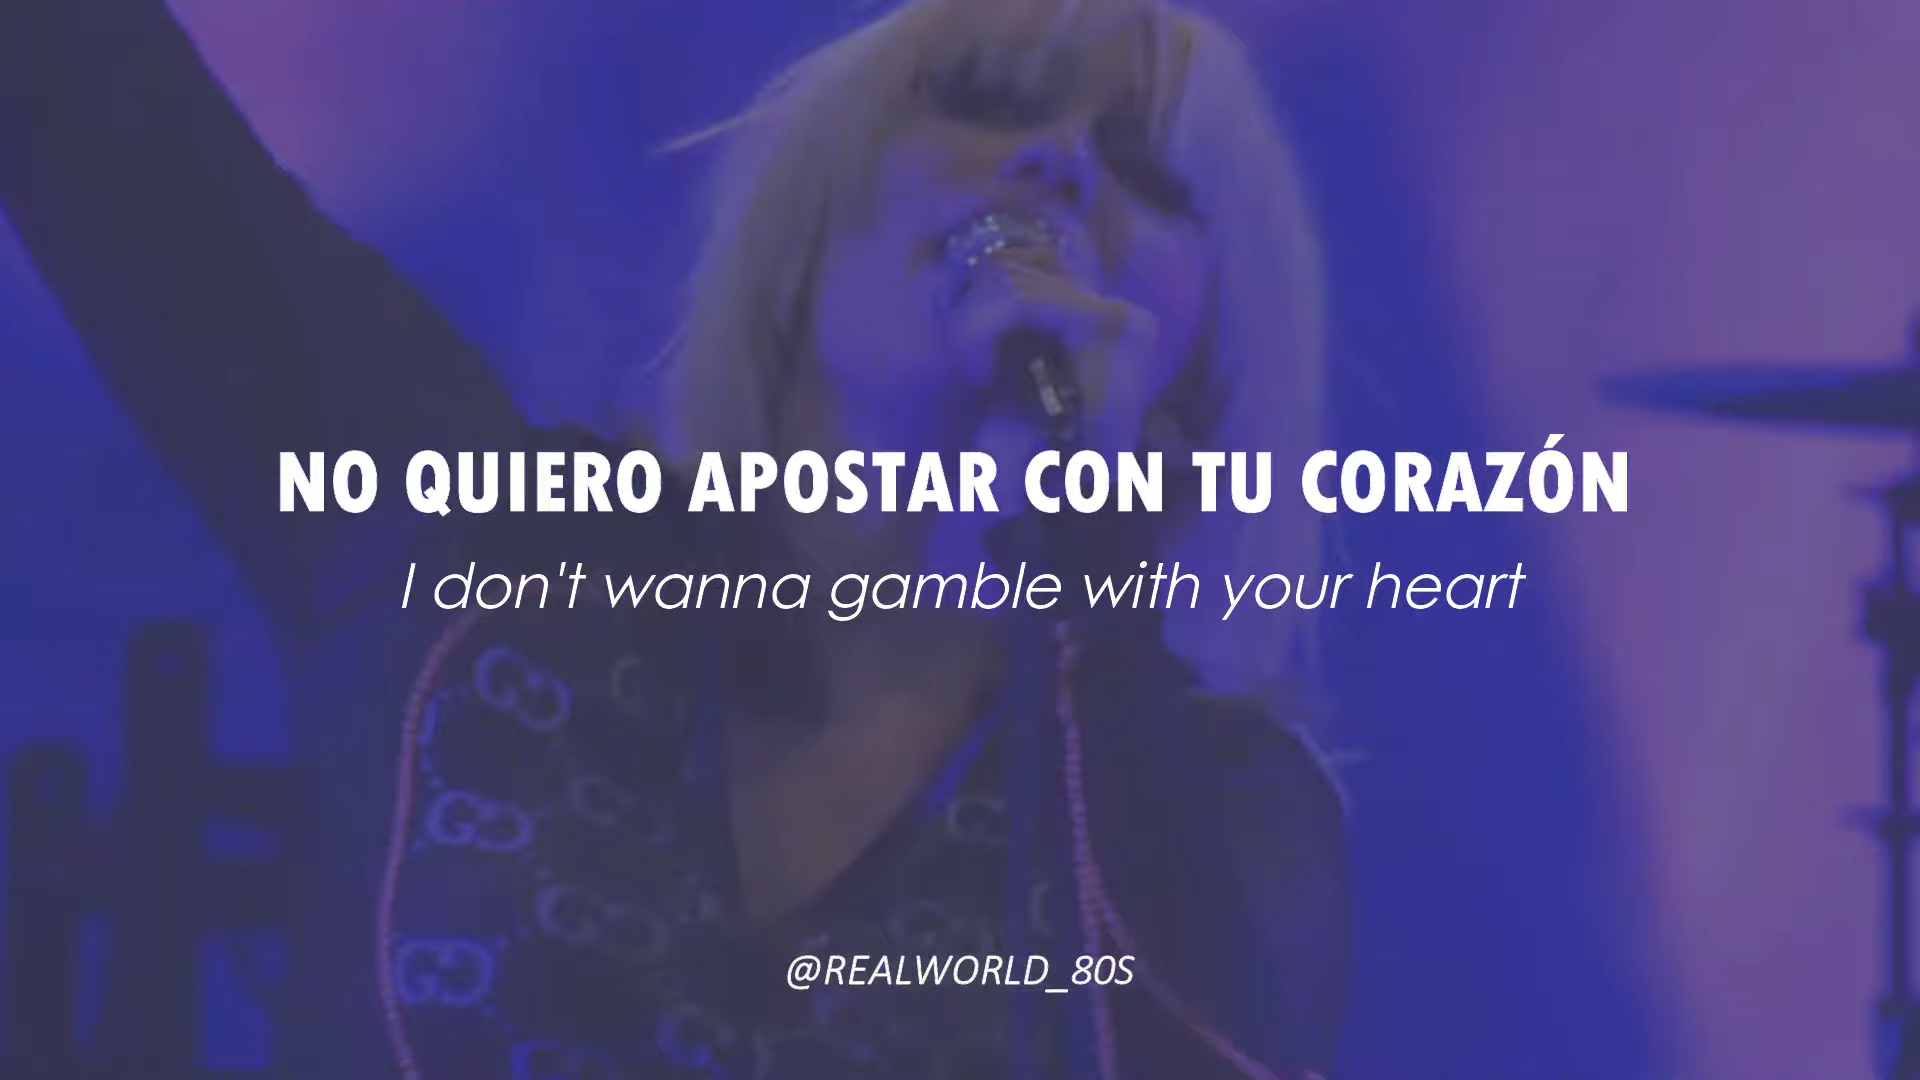 NO QUIERO APOSTAR CON TU CORAZÓN
I don't wanna gamble with your heart
@REALWORLD_80S